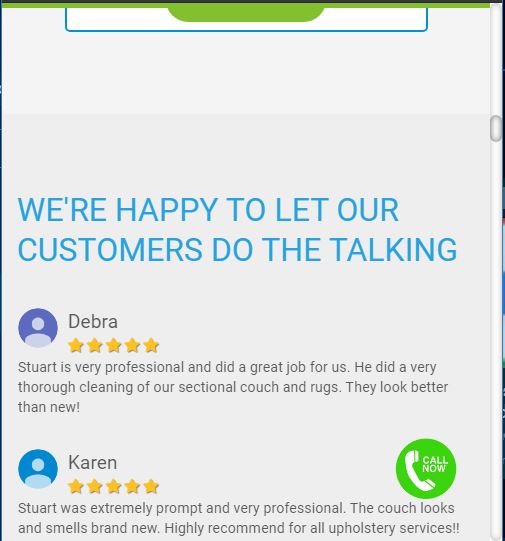 WE'RE HAPPY TO LET OUR
CUSTOMERS DO THE TALKING
Debra
Stuart is very professional and did a great job for us. He did a very
thorough cleaning of our sectional couch and rugs. They look better
than new!
Karen
CALL
NOW
Stuart was extremely prompt and very professional. The couch looks
and smells brand new. Highly recommend for all upholstery services!!